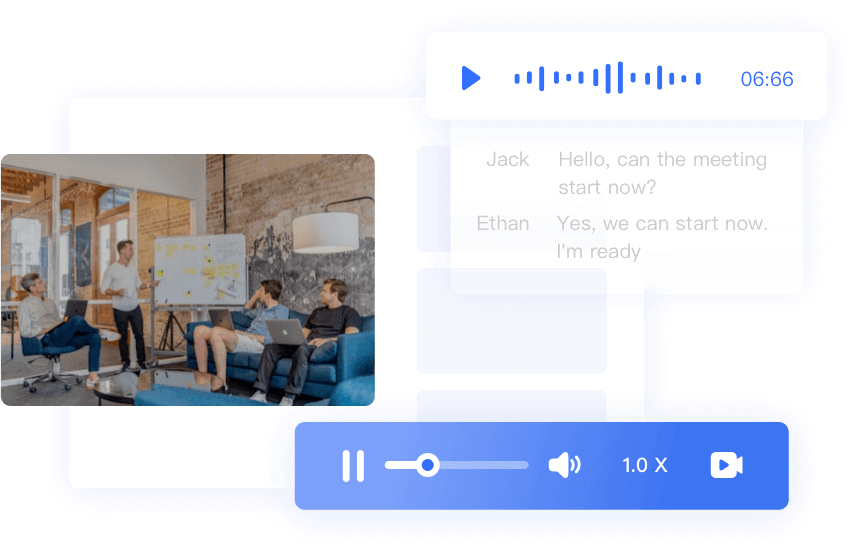 06:66
Jack Hello, can the meeting
start now?
Ethan Yes, we can start now.
I'm ready
1.0 X